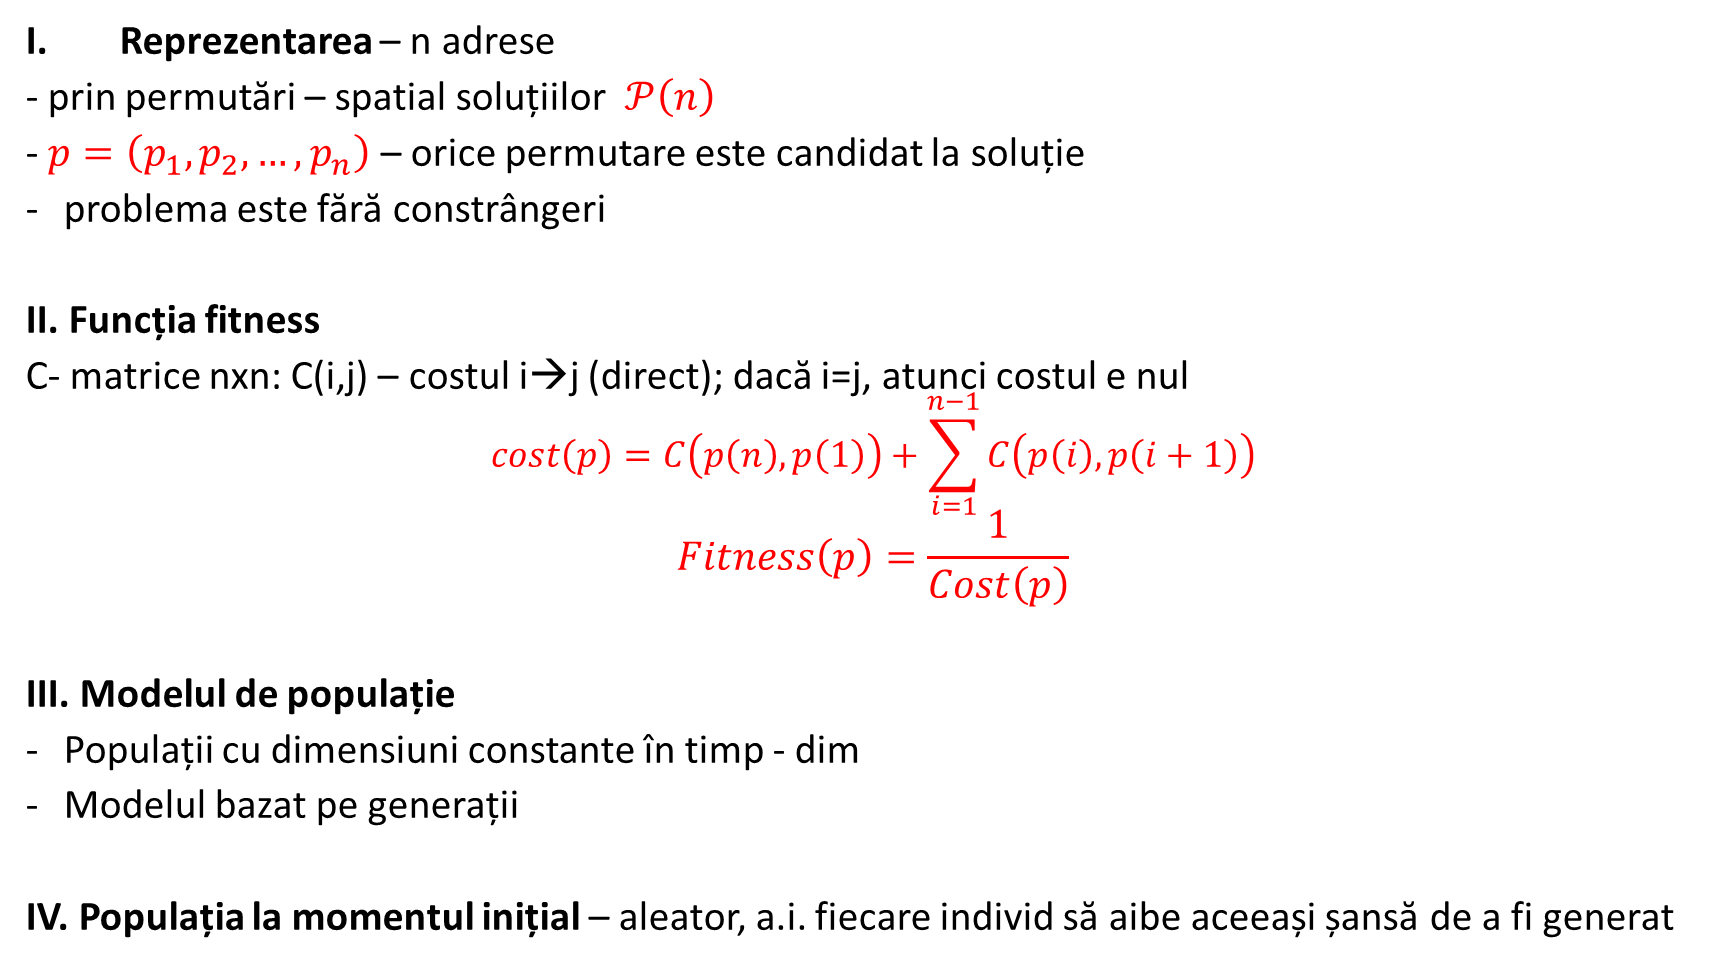 I. Reprezentarea – n adrese
- prin permutări – spatial soluțiilor 𝒫(n)
- p = (p₁, p₂, … , pₙ) – orice permutare este candidat la soluție
- problema este fără constrângeri
II. Funcția fitness
C- matrice nxn: C(i,j) – costul i→j (direct); dacă i=j, atunci costul e nul
cost(p) = C(p(n), p(1)) + ∑_{i=1}^{n−1} C(p(i), p(i + 1))
Fitness(p) = 1 / Cost(p)
III. Modelul de populație
- Populații cu dimensiuni constante în timp - dim
- Modelul bazat pe generații
IV. Populația la momentul inițial – aleator, a.i. fiecare individ să aibe aceeași șansă de a fi generat